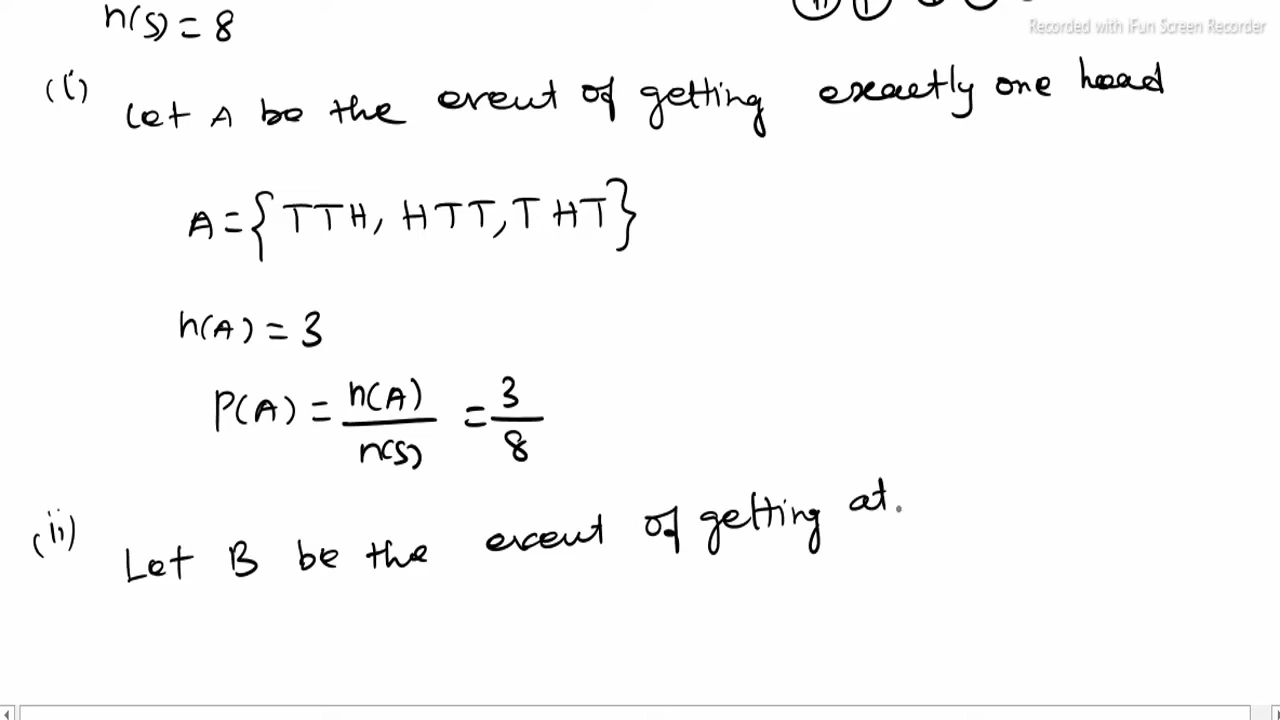 n(S) = 8
Recorded with iFun Screen Recorder
(i) Let A be the event of getting exactly one head
A = { TTH, HTT, THT }
n(A) = 3
P(A) = n(A) / n(S) = 3 / 8
(ii) Let B be the event of getting at